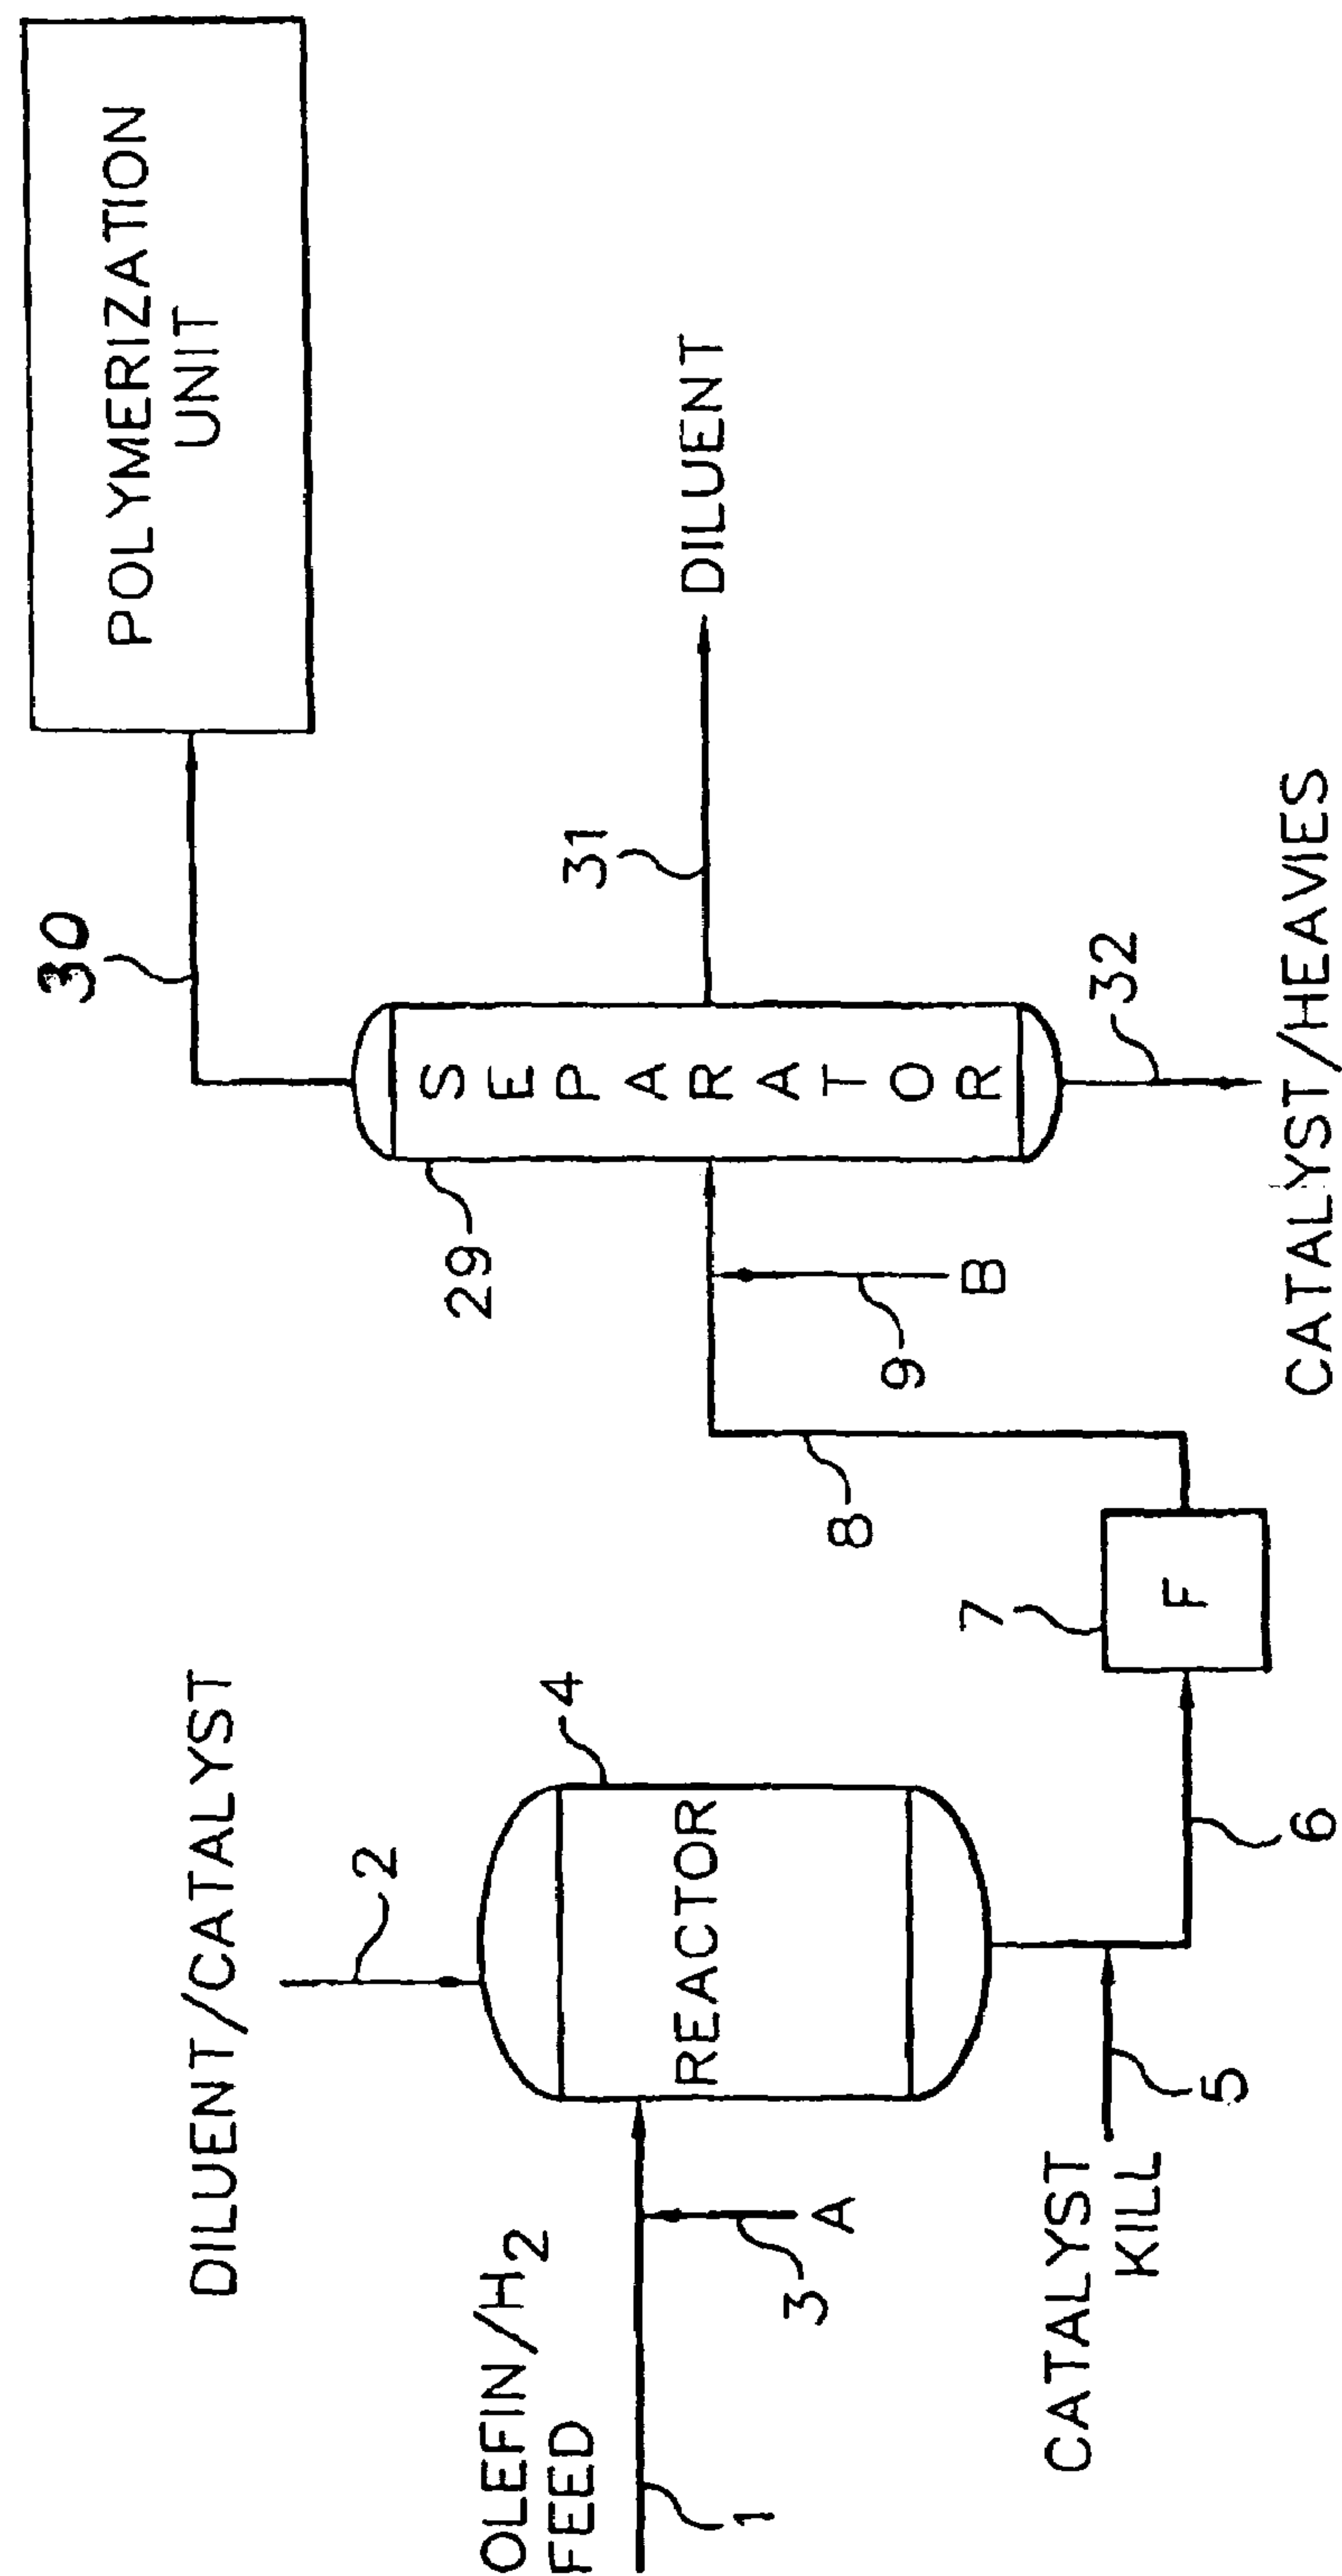 POLYMERIZATION
UNIT
30
DILUENT
31
SEPARATOR
29
32
CATALYST/HEAVIES
9
B
8
7
F
DILUENT/CATALYST
2
4
REACTOR
OLEFIN/H2
FEED
1
3
A
CATALYST
KILL
5
6